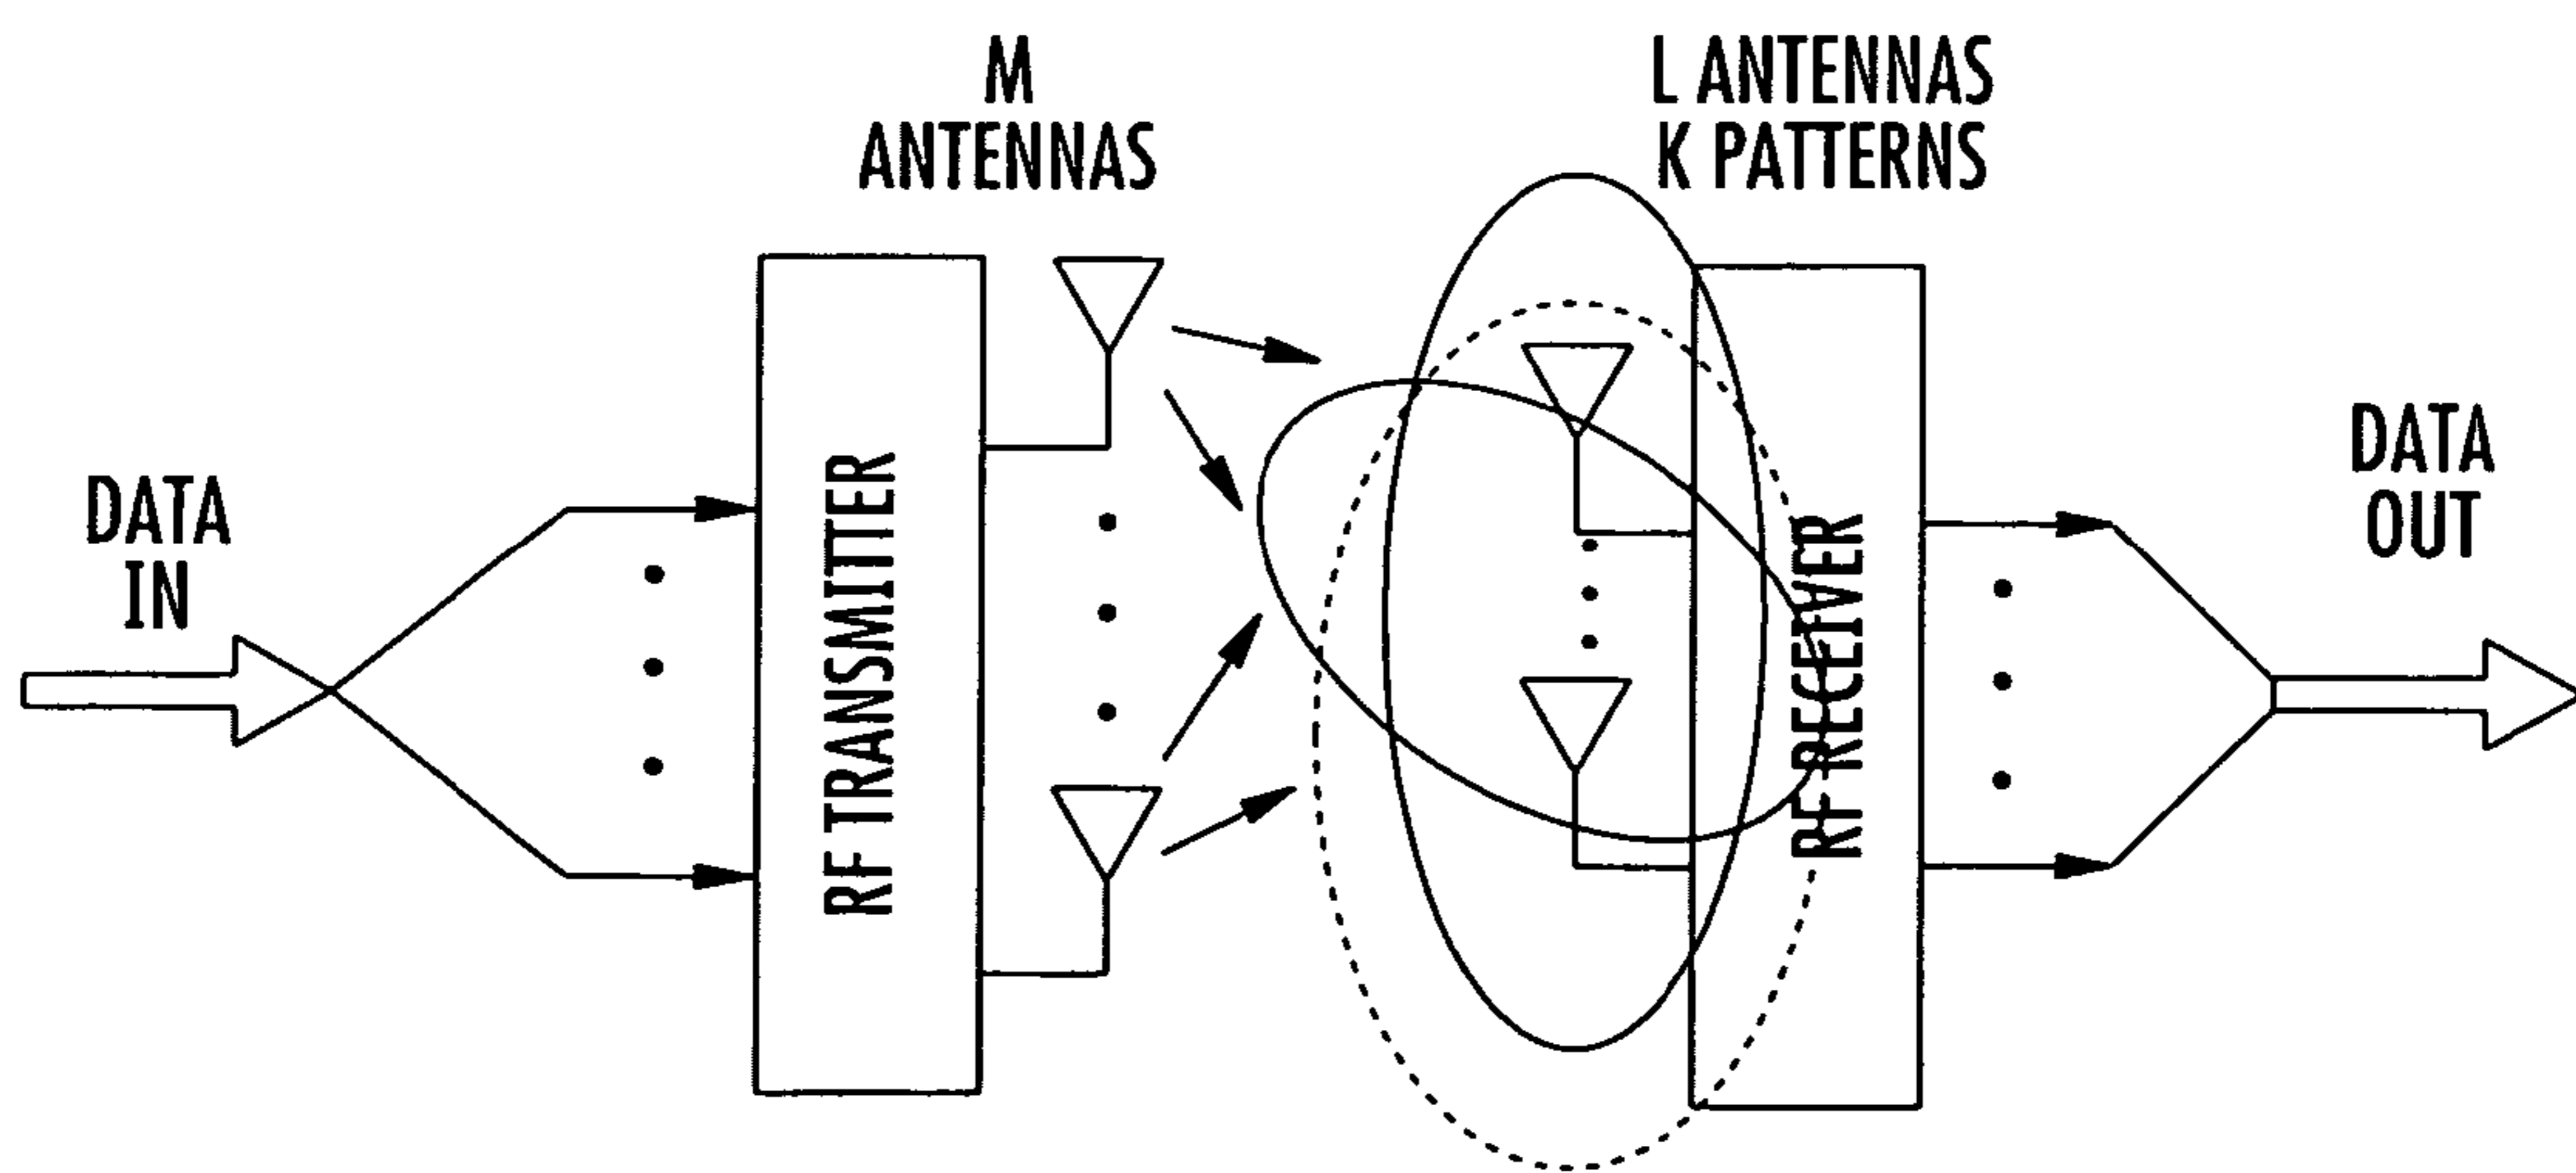 M
ANTENNAS
L ANTENNAS
K PATTERNS
DATA
IN
RF TRANSMITTER
RF RECEIVER
DATA
OUT